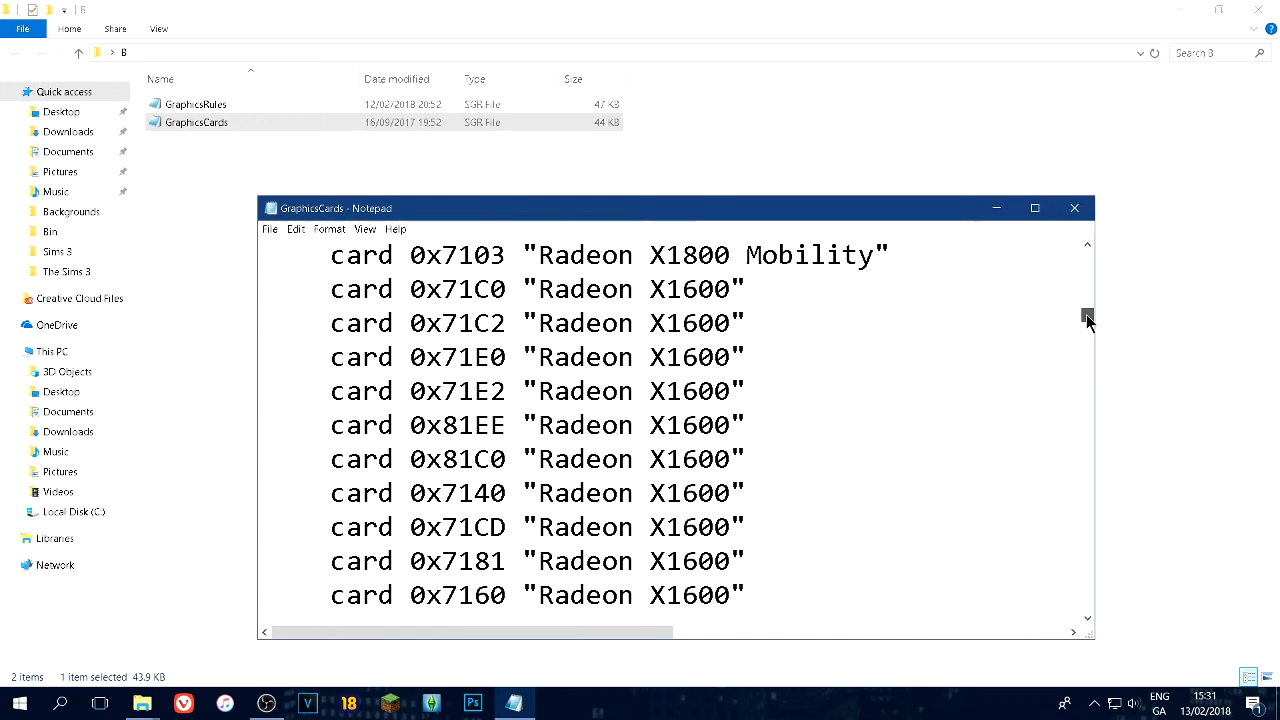 B
File
Home
Share
View
B
Search B
Name
Date modified
Type
Size
GraphicsRules
12/02/2018 20:52
SGR File
47 KB
GraphicsCards
16/09/2017 19:52
SGR File
44 KB
Quick access
Desktop
Downloads
Documents
Pictures
Music
Backgrounds
Bin
Sims 3
The Sims 3
Creative Cloud Files
OneDrive
This PC
3D Objects
Desktop
Documents
Downloads
Music
Pictures
Videos
Local Disk (C:)
Libraries
Network
GraphicsCards - Notepad
File Edit Format View Help
card 0x7103 "Radeon X1800 Mobility"
card 0x71C0 "Radeon X1600"
card 0x71C2 "Radeon X1600"
card 0x71E0 "Radeon X1600"
card 0x71E2 "Radeon X1600"
card 0x81EE "Radeon X1600"
card 0x81C0 "Radeon X1600"
card 0x7140 "Radeon X1600"
card 0x71CD "Radeon X1600"
card 0x7181 "Radeon X1600"
card 0x7160 "Radeon X1600"
2 items
1 item selected 43.9 KB
V
18
Ps
ENG
GA
15:31
13/02/2018
1